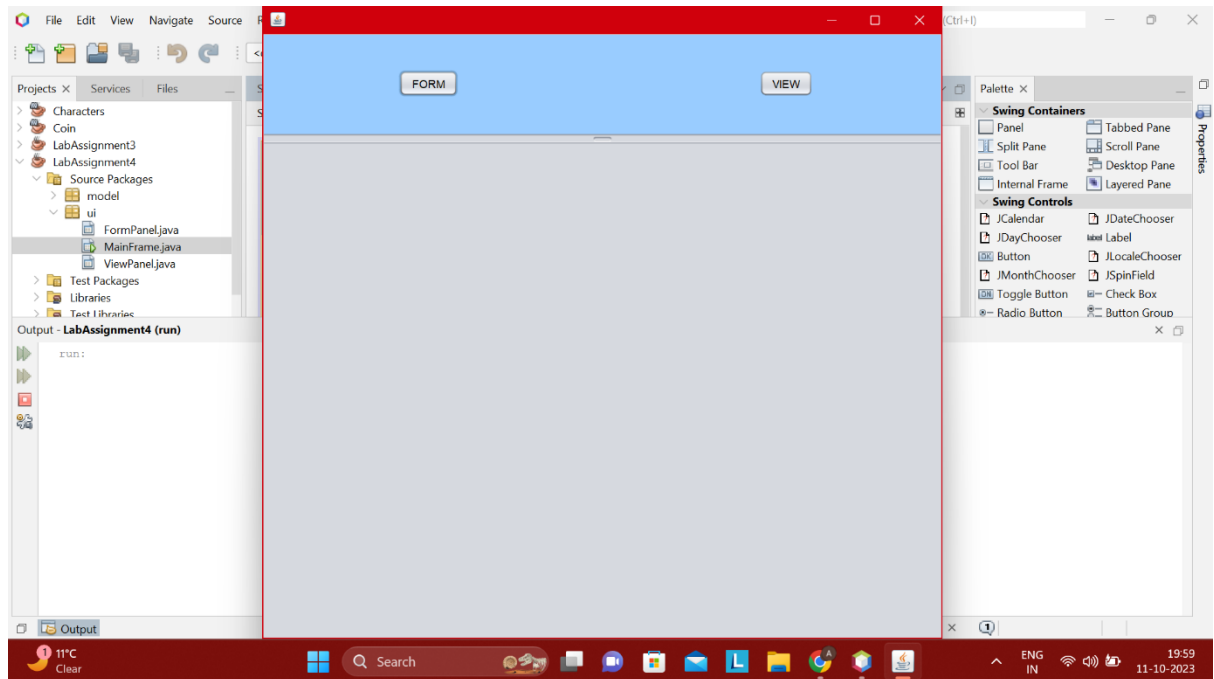 File Edit View Navigate Source
(Ctrl+I)
Projects Services Files
Characters
Coin
LabAssignment3
LabAssignment4
Source Packages
model
ui
FormPanel.java
MainFrame.java
ViewPanel.java
Test Packages
Libraries
Test Libraries
FORM VIEW
Palette
Swing Containers
Panel Tabbed Pane
Split Pane Scroll Pane
Tool Bar Desktop Pane
Internal Frame Layered Pane
Swing Controls
JCalendar JDateChooser
JDayChooser label Label
OK Button JLocaleChooser
JMonthChooser JSpinField
ON Toggle Button Check Box
Radio Button Button Group
Properties
Output - LabAssignment4 (run)
run:
Output
1
1
11°C
Clear
Search
L
A
ENG
IN
19:59
11-10-2023